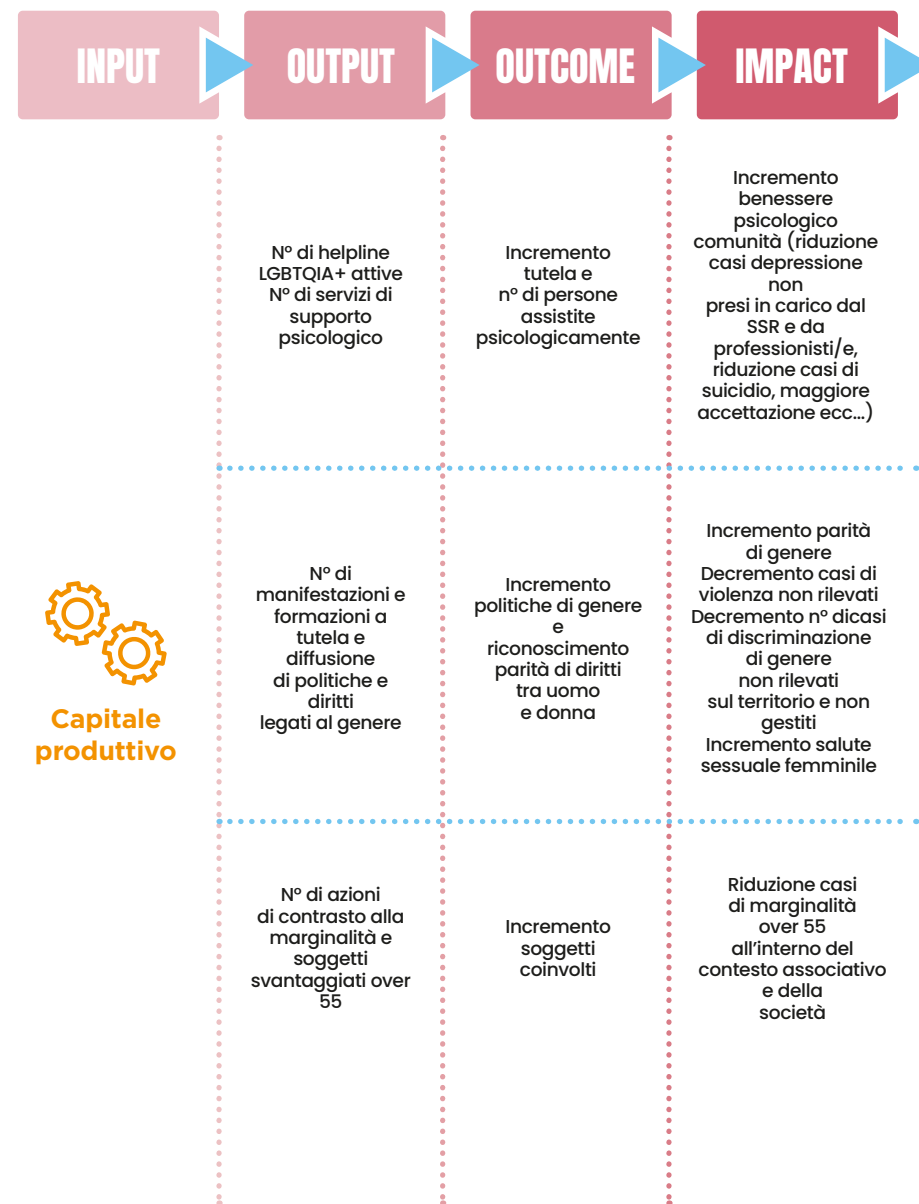 INPUT
OUTPUT
OUTCOME
IMPACT
N° di helpline
LGBTQIA+ attive
N° di servizi di
supporto
psicologico
Incremento
tutela e
n° di persone
assistite
psicologicamente
Incremento
benessere
psicologico
comunità (riduzione
casi depressione
non
presi in carico dal
SSR e da
professionisti/e,
riduzione casi di
suicidio, maggiore
accettazione ecc...)
Capitale
produttivo
N° di
manifestazioni e
formazioni a
tutela e
diffusione
di politiche e
diritti
legati al genere
Incremento
politiche di genere
e
riconoscimento
parità di diritti
tra uomo
e donna
Incremento parità
di genere
Decremento casi di
violenza non rilevati
Decremento n° dicasi
di discriminazione
di genere
non rilevati
sul territorio e non
gestiti
Incremento salute
sessuale femminile
N° di azioni
di contrasto alla
marginalità e
soggetti
svantaggiati over
55
Incremento
soggetti
coinvolti
Riduzione casi
di marginalità
over 55
all'interno del
contesto associativo
e della
società